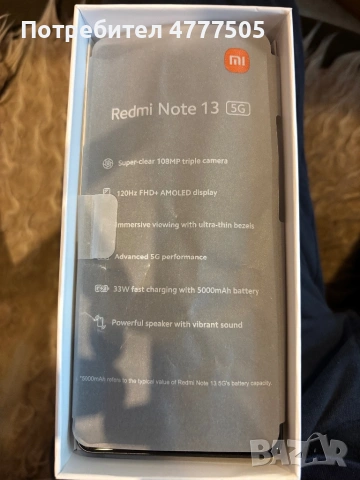 Потребител 4777505
mi
Redmi Note 13 5G
Super-clear 108MP triple camera
120Hz FHD+ AMOLED display
Immersive viewing with ultra-thin bezels
Advanced 5G performance
33W fast charging with 5000mAh battery
Powerful speaker with vibrant sound
*5000mAh refers to the typical value of Redmi Note 13 5G's battery capacity.
BAZAR